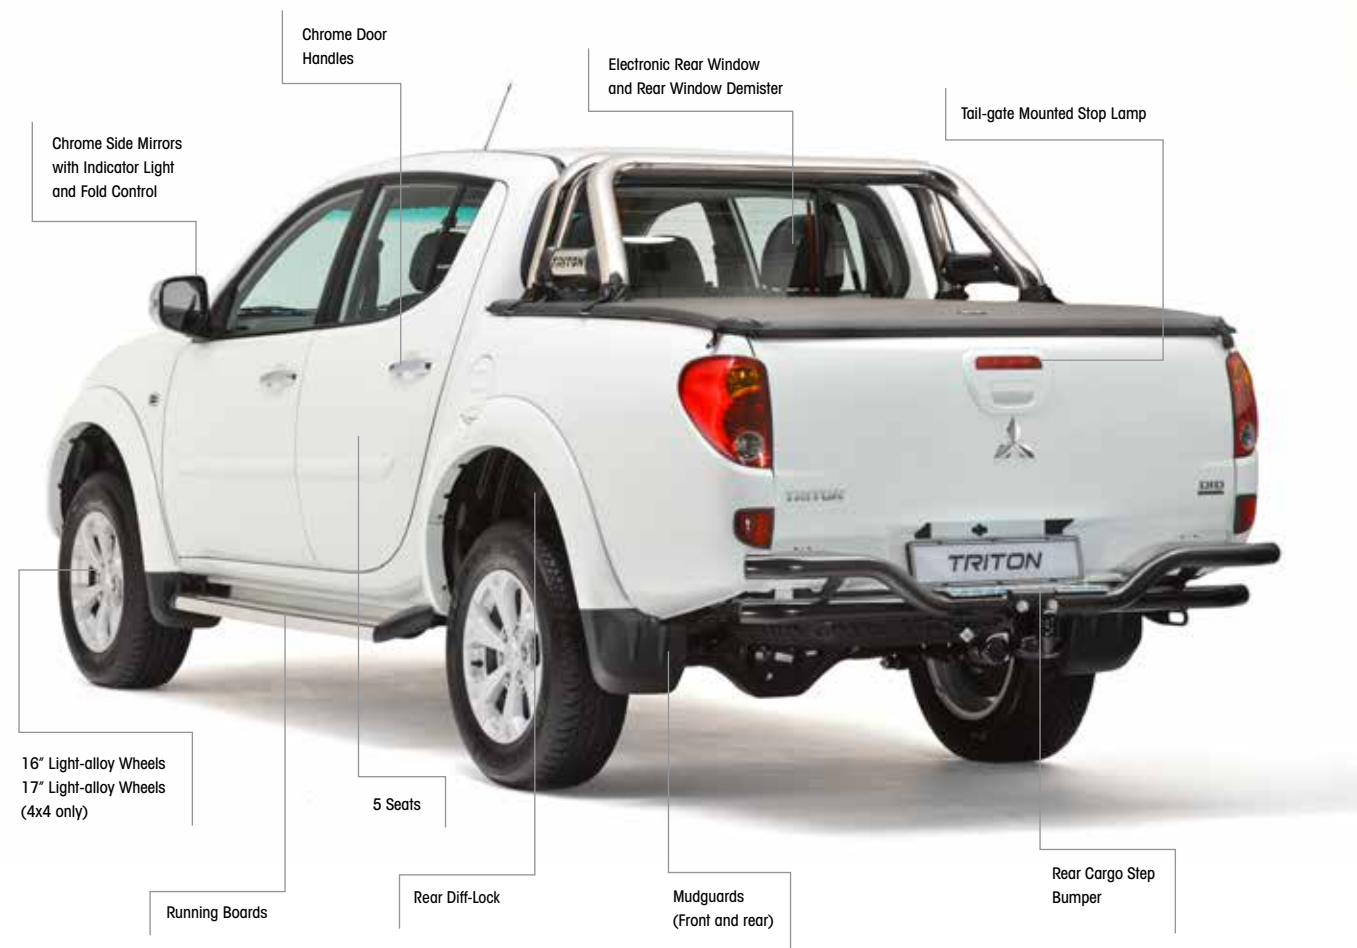 Chrome Door
Handles
Electronic Rear Window
and Rear Window Demister
Tail-gate Mounted Stop Lamp
Chrome Side Mirrors
with Indicator Light
and Fold Control
TRITON
TRITON
DI-D
TRITON
16” Light-alloy Wheels
17” Light-alloy Wheels
(4x4 only)
5 Seats
Running Boards
Rear Diff-Lock
Mudguards
(Front and rear)
Rear Cargo Step
Bumper